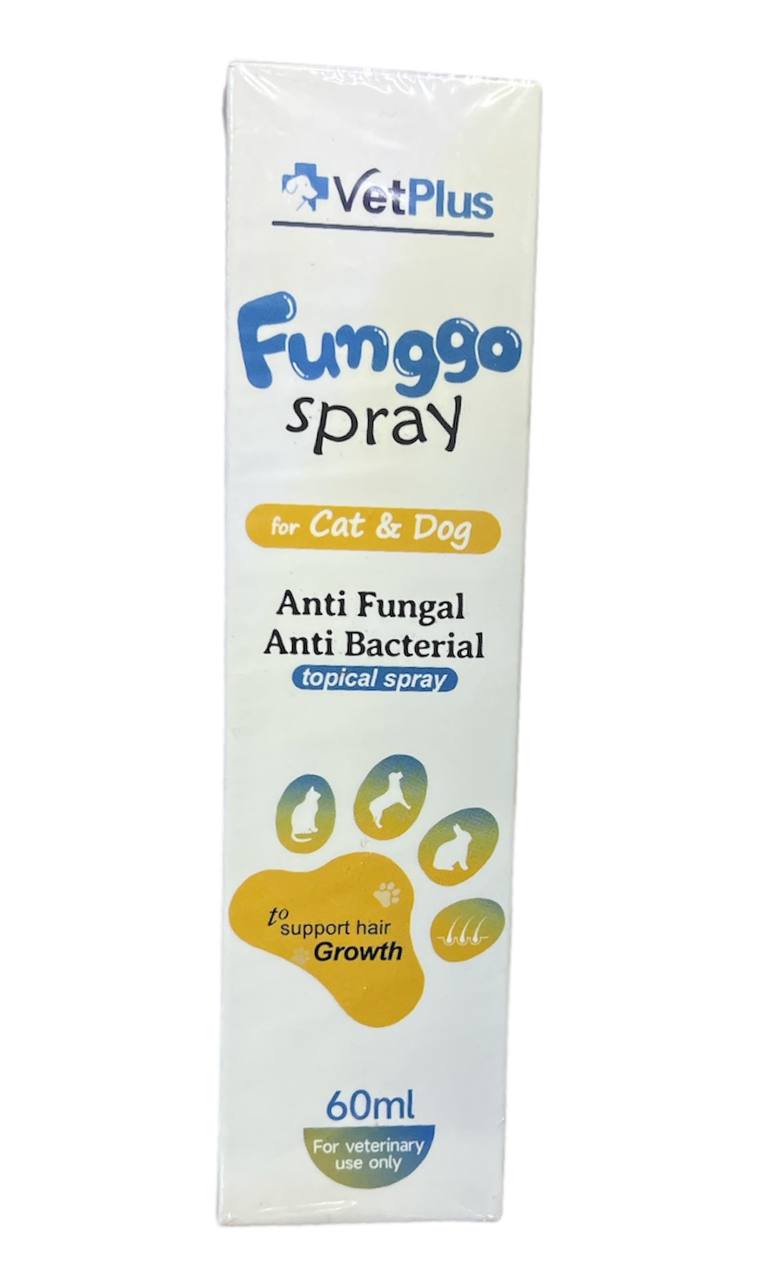 VetPlus
Funggo
spray
for Cat & Dog
Anti Fungal
Anti Bacterial
topical spray
to
support hair
Growth
60ml
For veterinary
use only